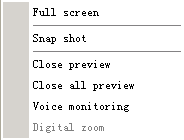 Full screen
Snap shot
Close preview
Close all preview
Voice monitoring
Digital zoom